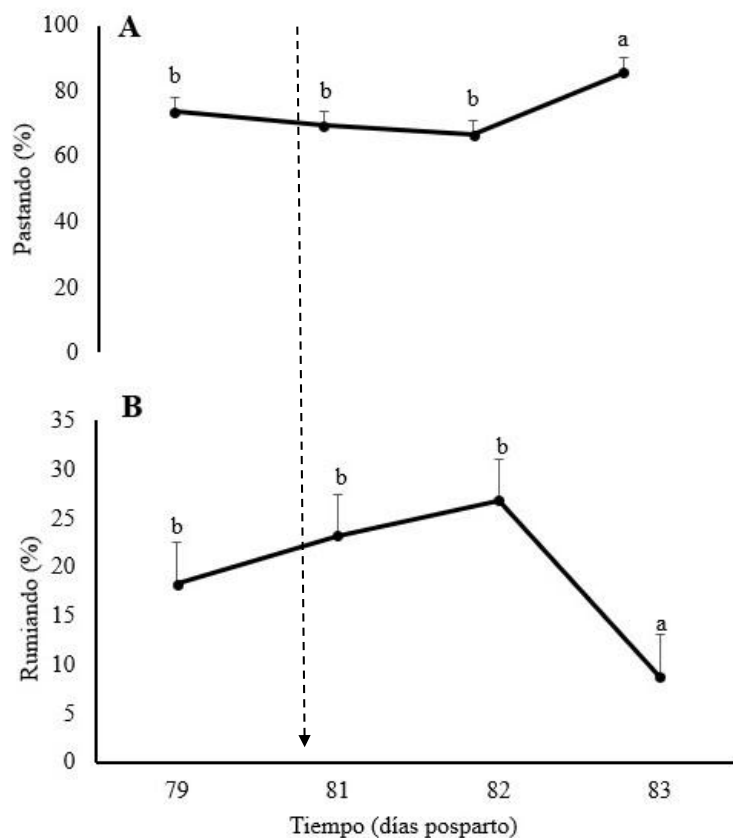 A
100
80
60
40
20
0
Pastando (%)
b
b
b
a
B
35
30
25
20
15
10
5
0
Rumiando (%)
b
b
b
a
79 81 82 83
Tiempo (días posparto)